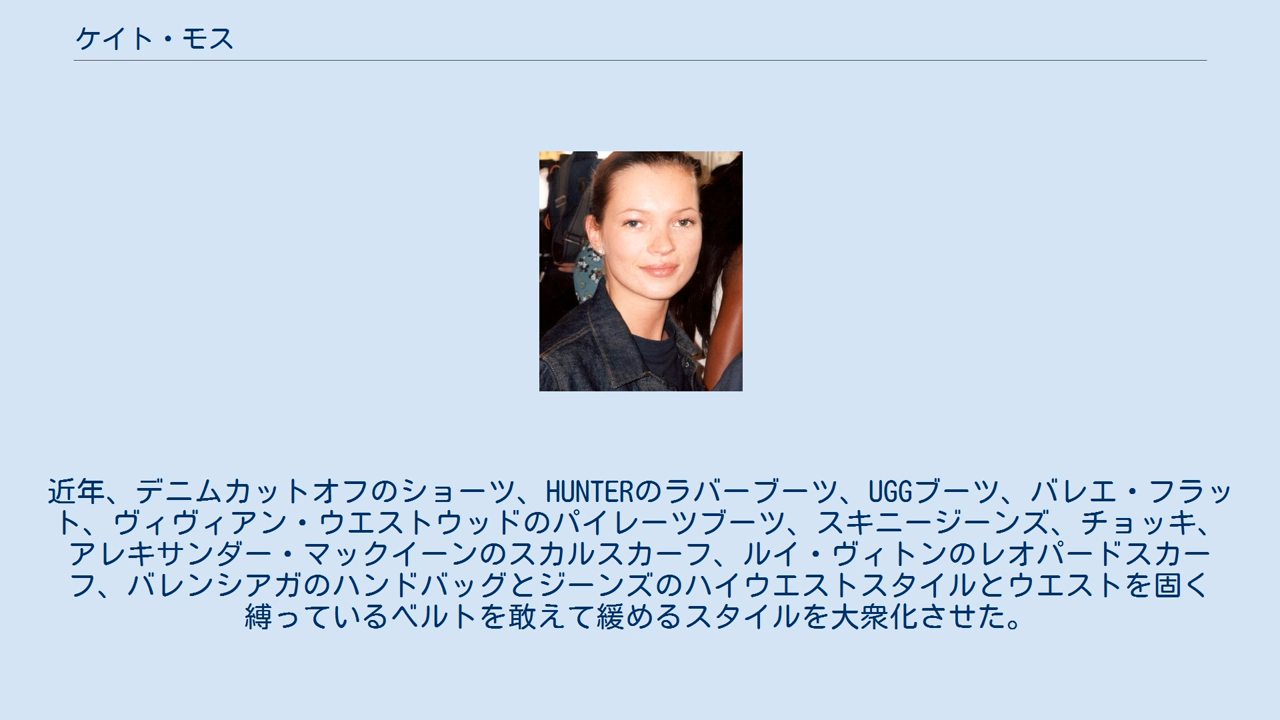 ケイト・モス
近年、デニムカットオフのショーツ、HUNTERのラバーブーツ、UGGブーツ、バレエ・フラッ
ト、ヴィヴィアン・ウエストウッドのパイレーツブーツ、スキニージーンズ、チョッキ、
アレキサンダー・マックイーンのスカルスカーフ、ルイ・ヴィトンのレオパードスカー
フ、バレンシアガのハンドバッグとジーンズのハイウエストスタイルとウエストを固く
縛っているベルトを敢えて緩めるスタイルを大衆化させた。